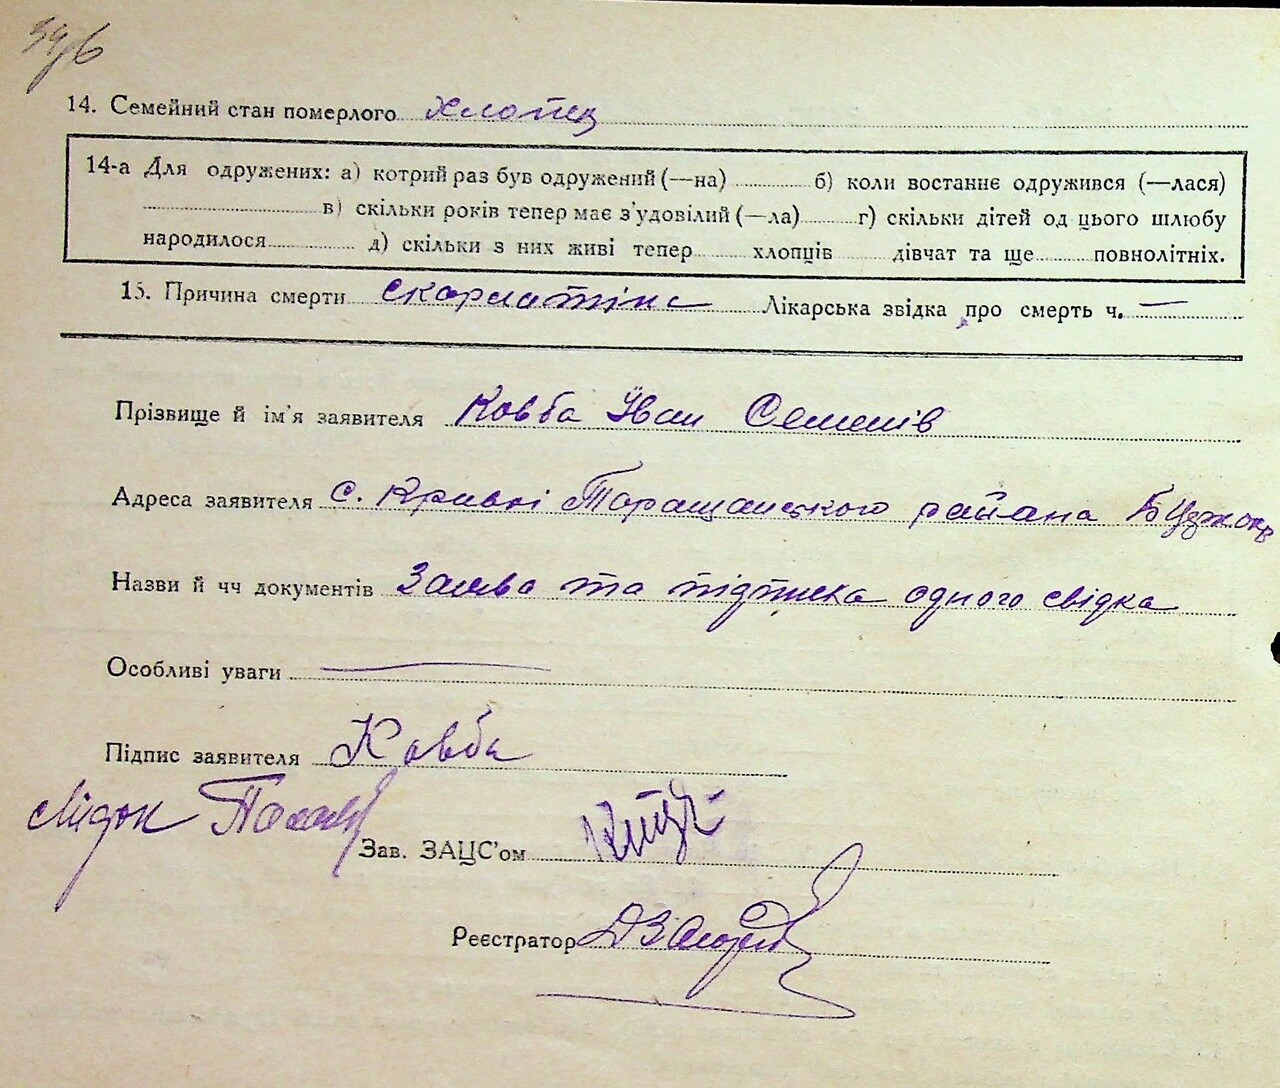 14. Семейний стан померлого хлопец
14-а Для одружених: а) котрий раз був одружений (—на) б) коли востаннє одружився (—лася)
в) скільки років тепер має з'удовілий (—ла) г) скільки дітей од цього шлюбу
народилося д) скільки з них живі тепер хлопців дівчат та ще повнолітніх.
15. Причина смерти скарлатіна Лікарська звідка про смерть ч. —
Прізвище й ім'я заявителя Ковба Іван Семенів
Адреса заявителя с. Кривні Таращанського района
Назви й чч документів Заява та підписка одного свідка
Особливі уваги —
Підпис заявителя Ковба
Свідок
Зав. ЗАЦС'ом
Реєстратор